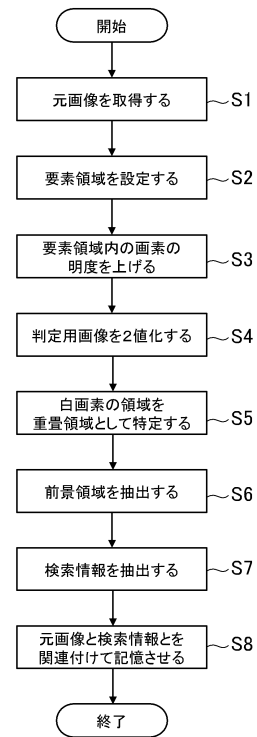 開始
元画像を取得する
S1
要素領域を設定する
S2
要素領域内の画素の
明度を上げる
S3
判定用画像を2値化する
S4
白画素の領域を
重畳領域として特定する
S5
前景領域を抽出する
S6
検索情報を抽出する
S7
元画像と検索情報とを
関連付けて記憶させる
S8
終了